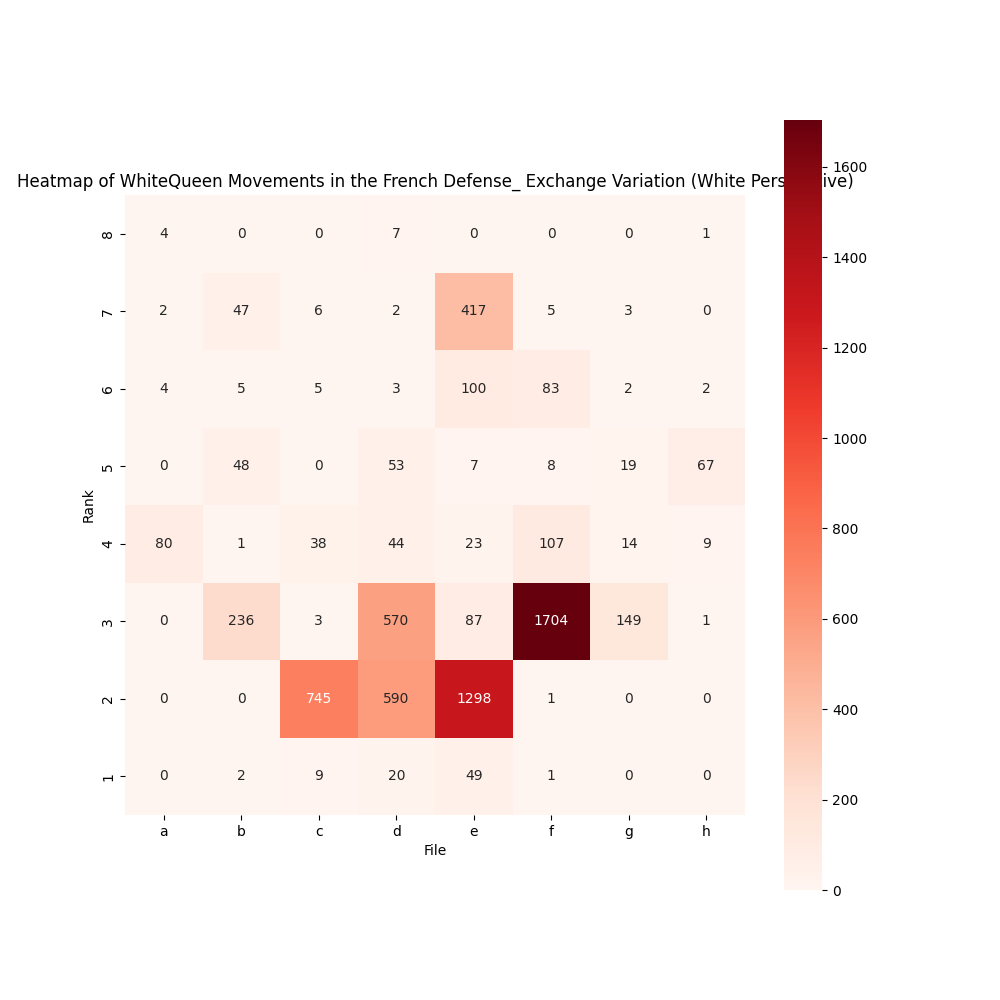 1600
Heatmap of WhiteQueen Movements in the French Defense_ Exchange Variation (White Perspective)
8 4 0 0 7 0 0 0 1
1400
7 2 47 6 2 417 5 3 0
1200
6 4 5 5 3 100 83 2 2
1000
5 0 48 0 53 7 8 19 67
Rank
800
4 80 1 38 44 23 107 14 9
600
3 0 236 3 570 87 1704 149 1
400
2 0 0 745 590 1298 1 0 0
1 0 2 9 20 49 1 0 0
200
a b c d e f g h
File
0